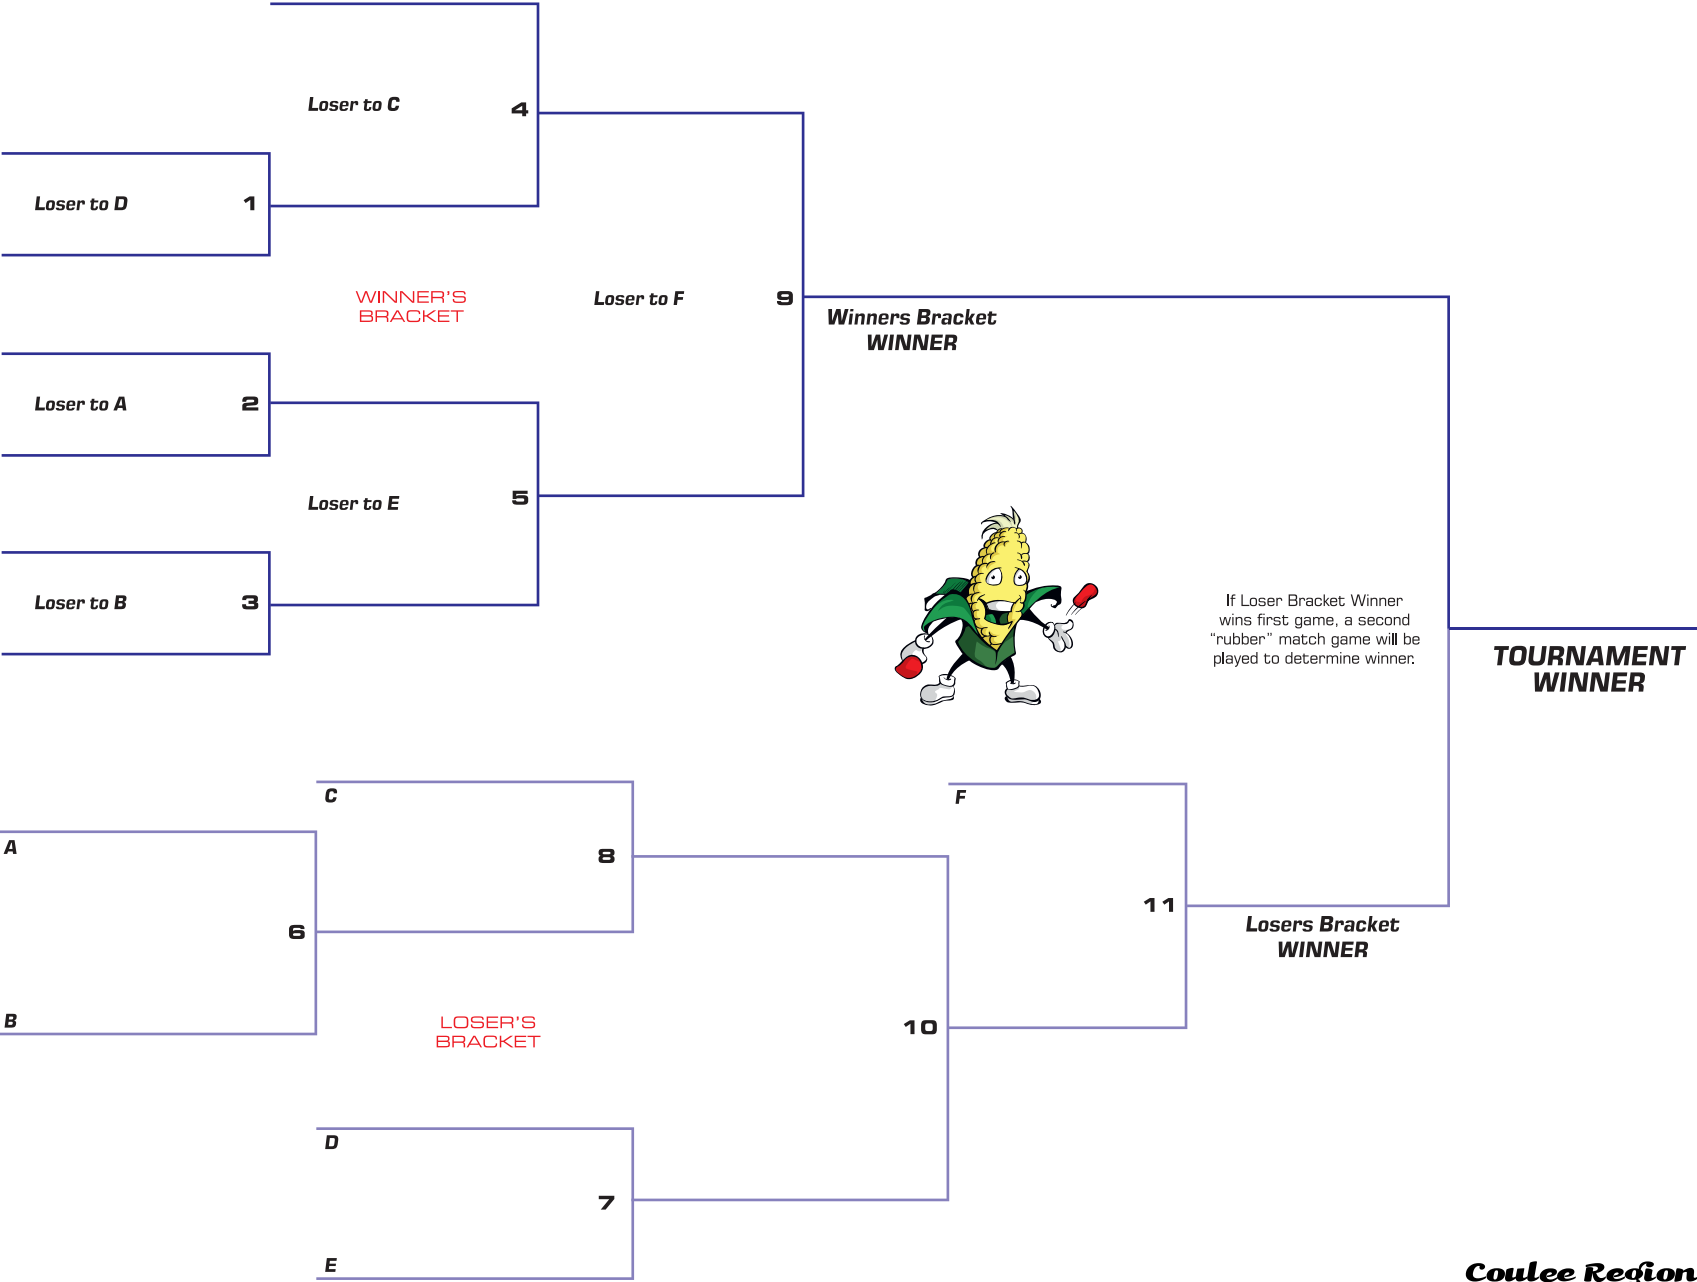 Loser to C
4
Loser to D
1
WINNER'S
BRACKET
Loser to F
9
Winners Bracket
WINNER
Loser to A
2
Loser to E
5
Loser to B
3
If Loser Bracket Winner
wins first game, a second
"rubber" match game will be
played to determine winner.
TOURNAMENT
WINNER
C
F
A
8
11
Losers Bracket
WINNER
6
B
LOSER'S
BRACKET
10
D
7
E
Coulee Region